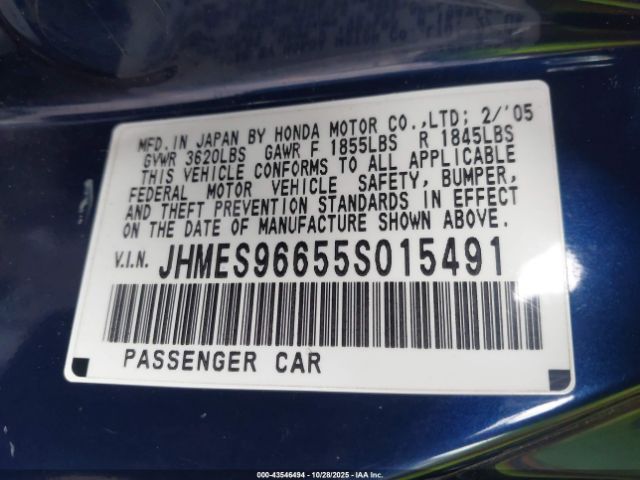 MFD. IN JAPAN BY HONDA MOTOR CO.,LTD; 2/'05
GVWR 3620LBS GAWR F 1855LBS R 1845LBS
THIS VEHICLE CONFORMS TO ALL APPLICABLE
FEDERAL MOTOR VEHICLE SAFETY, BUMPER,
AND THEFT PREVENTION STANDARDS IN EFFECT
ON THE DATE OF MANUFACTURE SHOWN ABOVE.
V.I.N. JHMES96655S015491
PASSENGER CAR
000-43546494 | 10/28/2025 | IAA Corp.